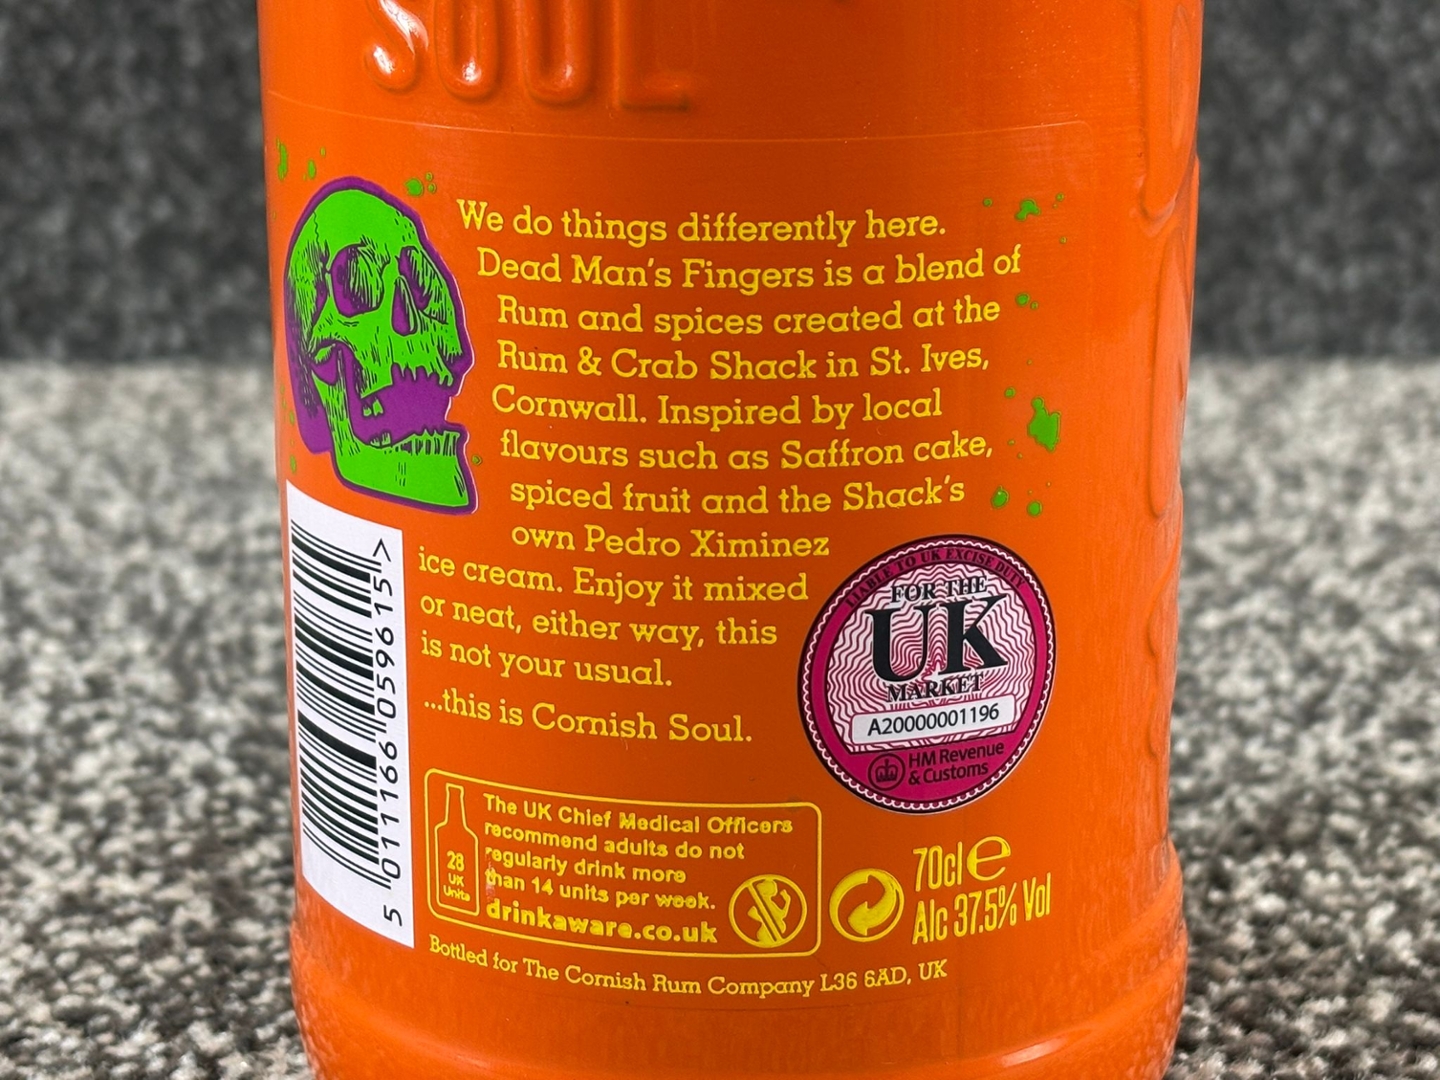 SOUL
We do things differently here.
Dead Man's Fingers is a blend of
Rum and spices created at the
Rum & Crab Shack in St. Ives,
Cornwall. Inspired by local
flavours such as Saffron cake,
spiced fruit and the Shack's
own Pedro Ximinez
ice cream. Enjoy it mixed
or neat, either way, this
is not your usual.
...this is Cornish Soul.
5 011166 059615 >
LIABLE TO UK EXCISE DUTY
FOR THE
UK
MARKET
A20000001196
HM Revenue
& Customs
28
UK
Units
The UK Chief Medical Officers
recommend adults do not
regularly drink more
than 14 units per week.
drinkaware.co.uk
70cl e
Alc 37.5% Vol
Bottled for The Cornish Rum Company L36 6AD, UK